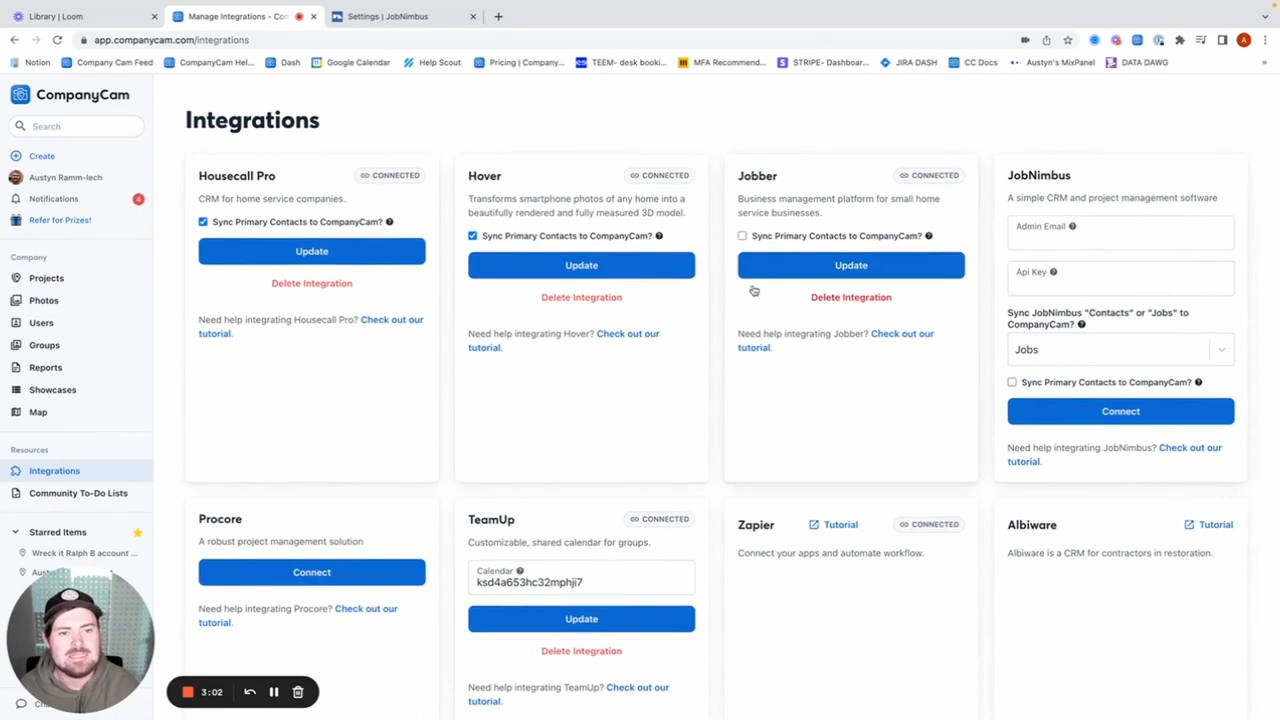 Library | Loom
Manage Integrations - Com
Settings | JobNimbus
app.companycam.com/integrations
Notion
Company Cam Feed
CompanyCam Hel...
Dash
Google Calendar
Help Scout
Pricing | Company...
TEEM- desk booki...
MFA Recommend...
STRIPE- Dashboar...
JIRA DASH
CC Docs
Austyn's MixPanel
DATA DAWG
A
CompanyCam
Search
Create
Austyn Ramm-lech
Notifications
4
Refer for Prizes!
Company
Projects
Photos
Users
Groups
Reports
Showcases
Map
Resources
Integrations
Community To-Do Lists
Starred Items
Wreck it Ralph B account ...
Integrations
Housecall Pro
CONNECTED
CRM for home service companies.
Sync Primary Contacts to CompanyCam?
Update
Delete Integration
Need help integrating Housecall Pro? Check out our
tutorial.
Hover
CONNECTED
Transforms smartphone photos of any home into a
beautifully rendered and fully measured 3D model.
Sync Primary Contacts to CompanyCam?
Update
Delete Integration
Need help integrating Hover? Check out our
tutorial.
Jobber
CONNECTED
Business management platform for small home
service businesses.
Sync Primary Contacts to CompanyCam?
Update
Delete Integration
Need help integrating Jobber? Check out our
tutorial.
JobNimbus
A simple CRM and project management software
Admin Email
Api Key
Sync JobNimbus "Contacts" or "Jobs" to
CompanyCam?
Jobs
Sync Primary Contacts to CompanyCam?
Connect
Need help integrating JobNimbus? Check out our
tutorial.
Procore
A robust project management solution
Connect
Need help integrating Procore? Check out our
tutorial.
TeamUp
CONNECTED
Customizable, shared calendar for groups.
Calendar
ksd4a653hc32mphji7
Update
Delete Integration
Need help integrating TeamUp? Check out our
tutorial.
Zapier
Tutorial
CONNECTED
Connect your apps and automate workflow.
Albiware
Tutorial
Albiware is a CRM for contractors in restoration.
3:02